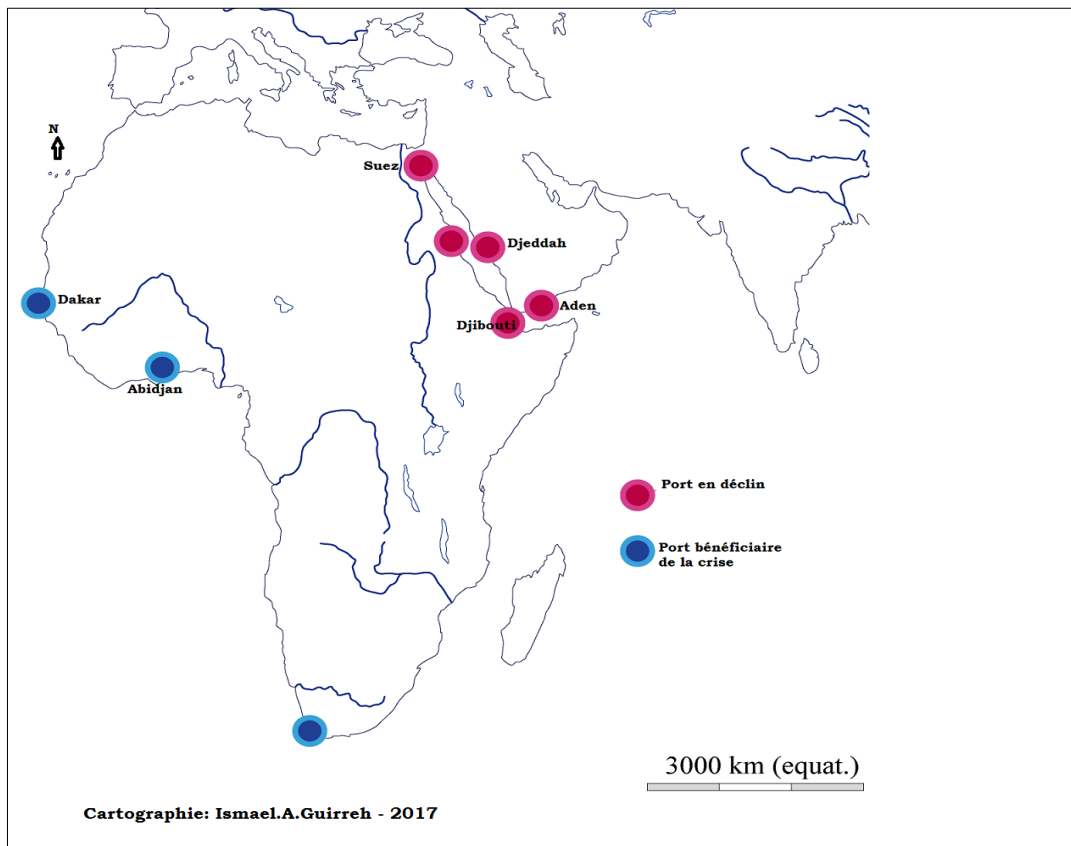 N
Suez
Djeddah
Dakar
Aden
Djibouti
Abidjan
Port en déclin
Port bénéficiaire
de la crise
3000 km (equat.)
Cartographie: Ismael.A.Guirreh - 2017